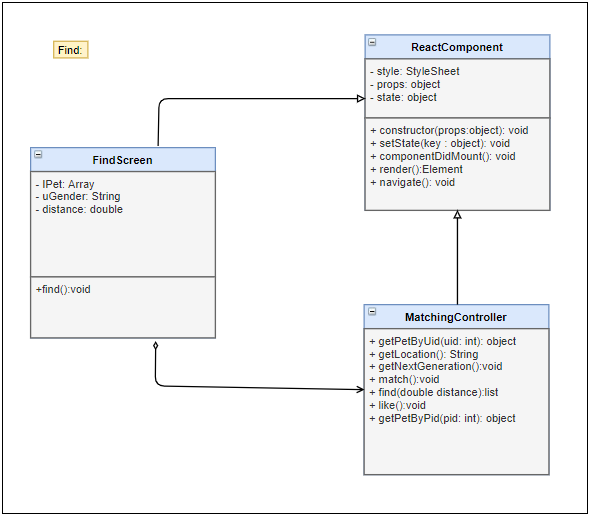 Find:
ReactComponent
- style: StyleSheet
- props: object
- state: object
+ constructor(props:object): void
+ setState(key : object): void
+ componentDidMount(): void
+ render():Element
+ navigate(): void
FindScreen
- lPet: Array
- uGender: String
- distance: double
+find():void
MatchingController
+ getPetByUid(uid: int): object
+ getLocation(): String
+ getNextGeneration():void
+ match():void
+ find(double distance):list
+ like():void
+ getPetByPid(pid: int): object